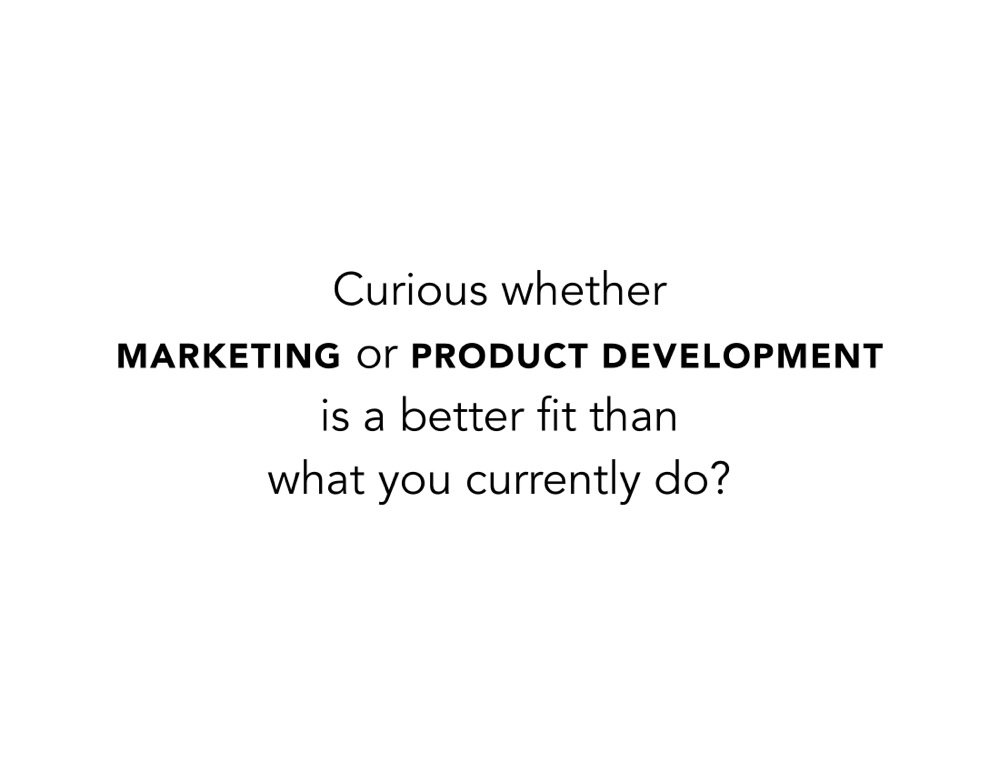 Curious whether
MARKETING or PRODUCT DEVELOPMENT
is a better fit than
what you currently do?